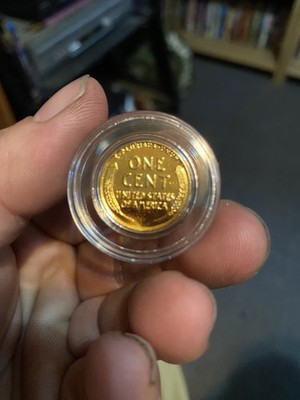 ONE
CENT
UNITED STATES
OF AMERICA